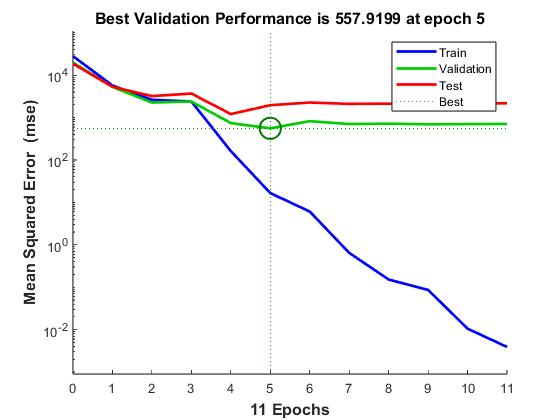 Best Validation Performance is 557.9199 at epoch 5
Train
Validation
Test
Best
Mean Squared Error (mse)
10^4
10^2
10^0
10^-2
0 1 2 3 4 5 6 7 8 9 10 11
11 Epochs